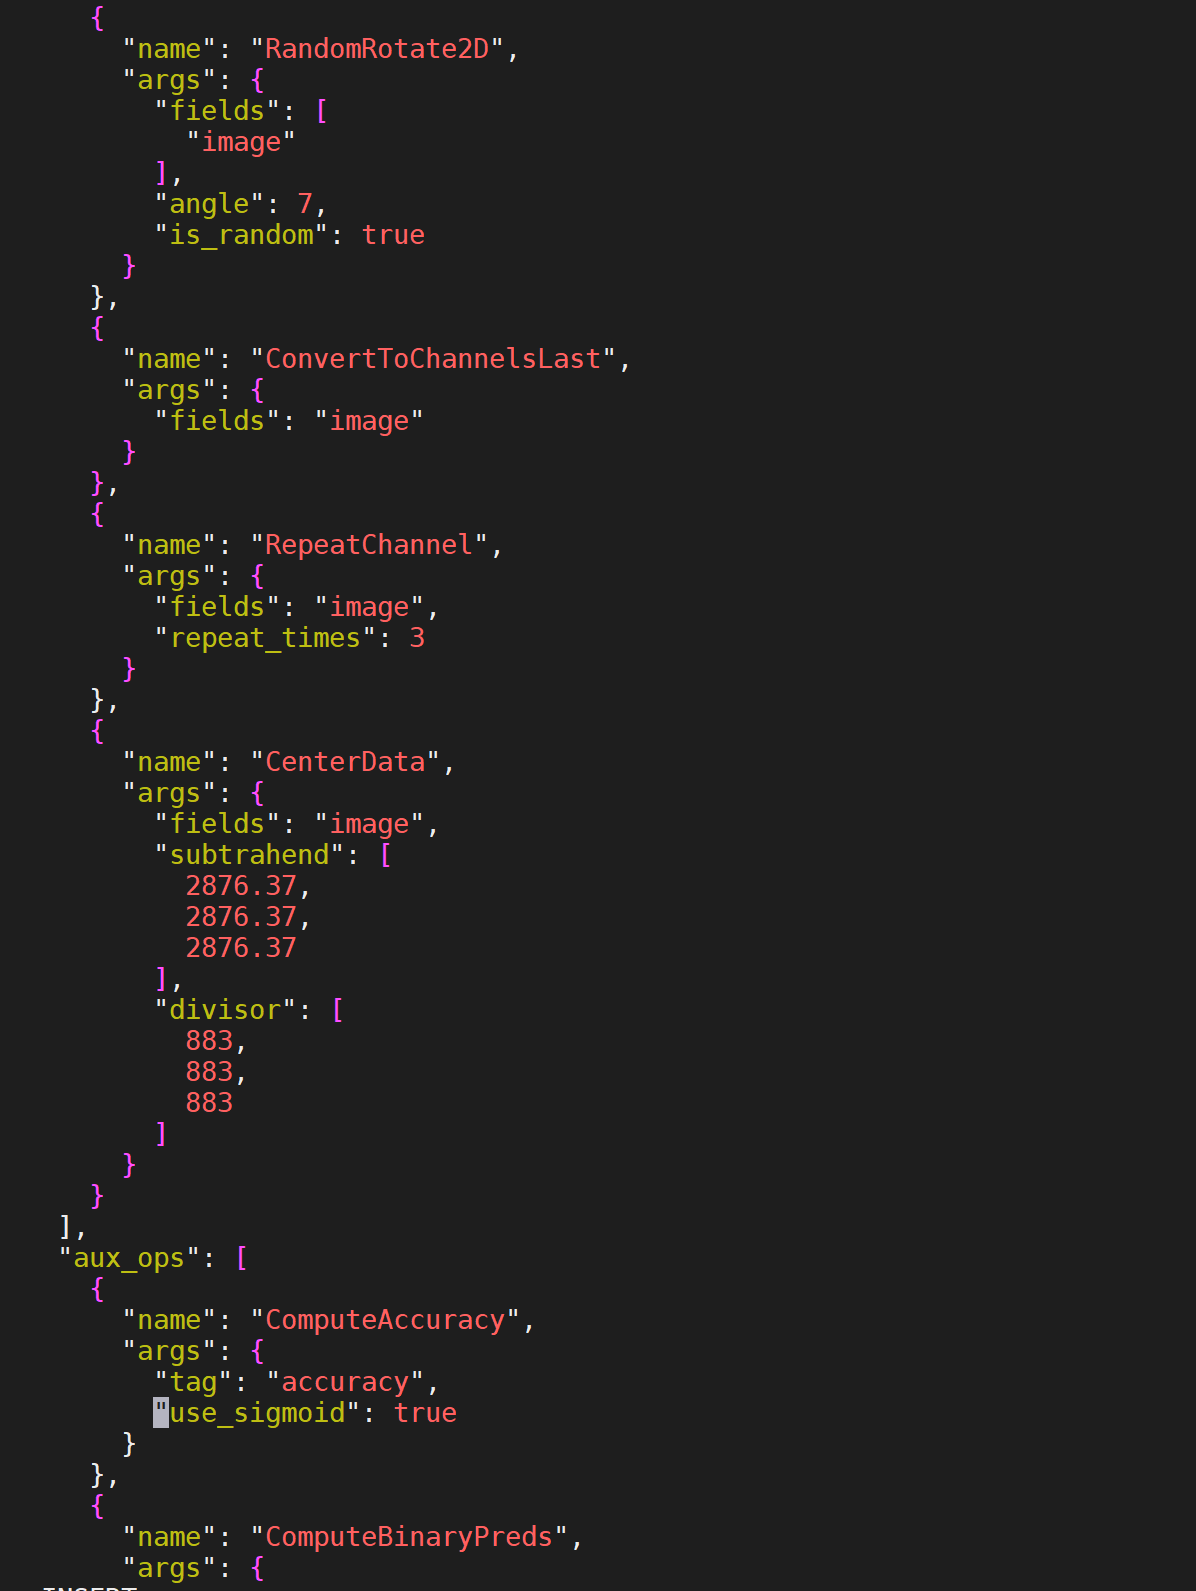 {
"name": "RandomRotate2D",
"args": {
"fields": [
"image"
],
"angle": 7,
"is_random": true
}
},
{
"name": "ConvertToChannelsLast",
"args": {
"fields": "image"
}
},
{
"name": "RepeatChannel",
"args": {
"fields": "image",
"repeat_times": 3
}
},
{
"name": "CenterData",
"args": {
"fields": "image",
"subtrahend": [
2876.37,
2876.37,
2876.37
],
"divisor": [
883,
883,
883
]
}
}
],
"aux_ops": [
{
"name": "ComputeAccuracy",
"args": {
"tag": "accuracy",
"use_sigmoid": true
}
},
{
"name": "ComputeBinaryPreds",
"args": {
INSERT